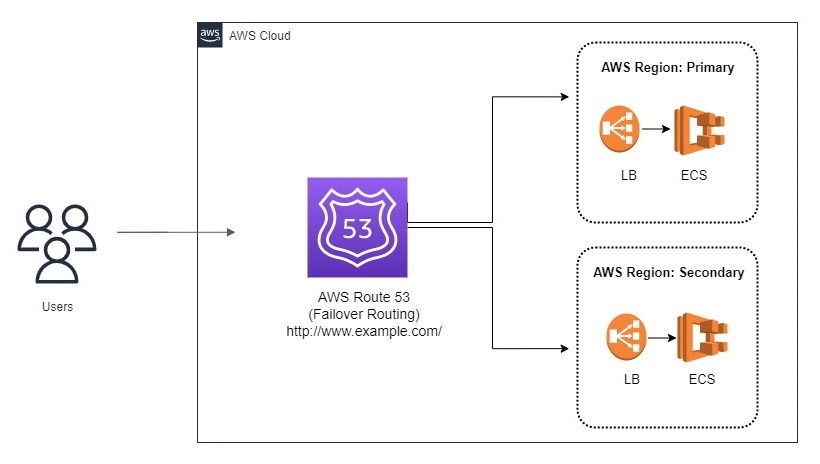 aws
AWS Cloud
AWS Region: Primary
LB
ECS
53
Users
AWS Route 53
(Failover Routing)
http://www.example.com/
AWS Region: Secondary
LB
ECS